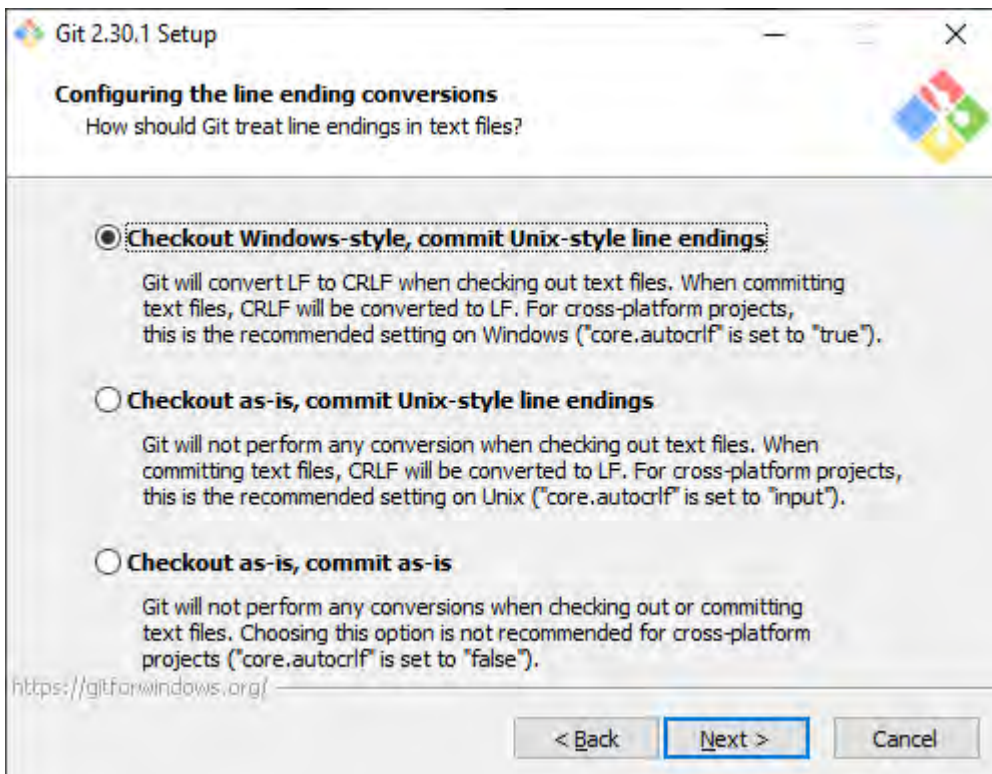 Git 2.30.1 Setup
Configuring the line ending conversions
How should Git treat line endings in text files?
Checkout Windows-style, commit Unix-style line endings
Git will convert LF to CRLF when checking out text files. When committing
text files, CRLF will be converted to LF. For cross-platform projects,
this is the recommended setting on Windows ("core.autocrlf" is set to "true").
Checkout as-is, commit Unix-style line endings
Git will not perform any conversion when checking out text files. When
committing text files, CRLF will be converted to LF. For cross-platform projects,
this is the recommended setting on Unix ("core.autocrlf" is set to "input").
Checkout as-is, commit as-is
Git will not perform any conversions when checking out or committing
text files. Choosing this option is not recommended for cross-platform
projects ("core.autocrlf" is set to "false").
https://gitforwindows.org/
< Back Next > Cancel